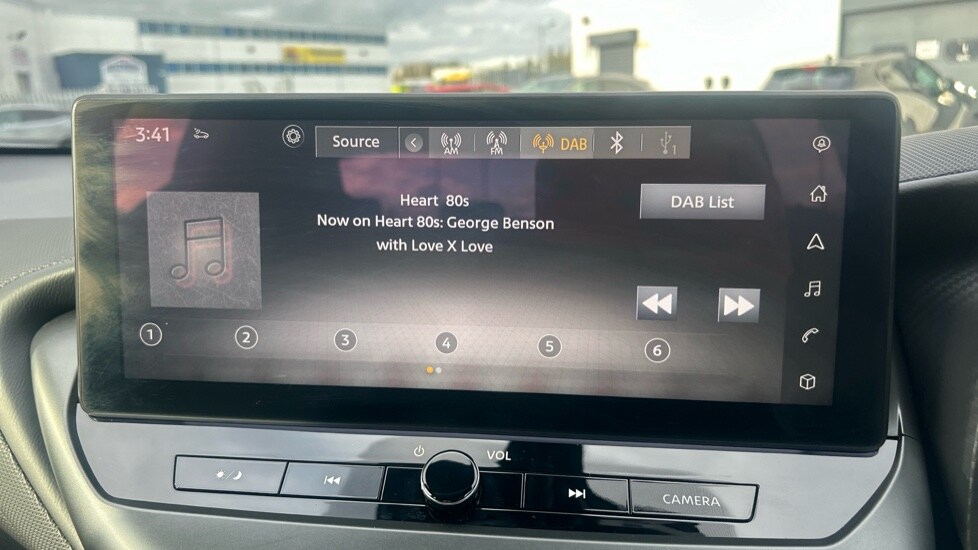 3:41
Source
AM
FM
DAB
1
Heart 80s
Now on Heart 80s: George Benson
with Love X Love
DAB List
1 2 3 4 5 6
VOL
CAMERA